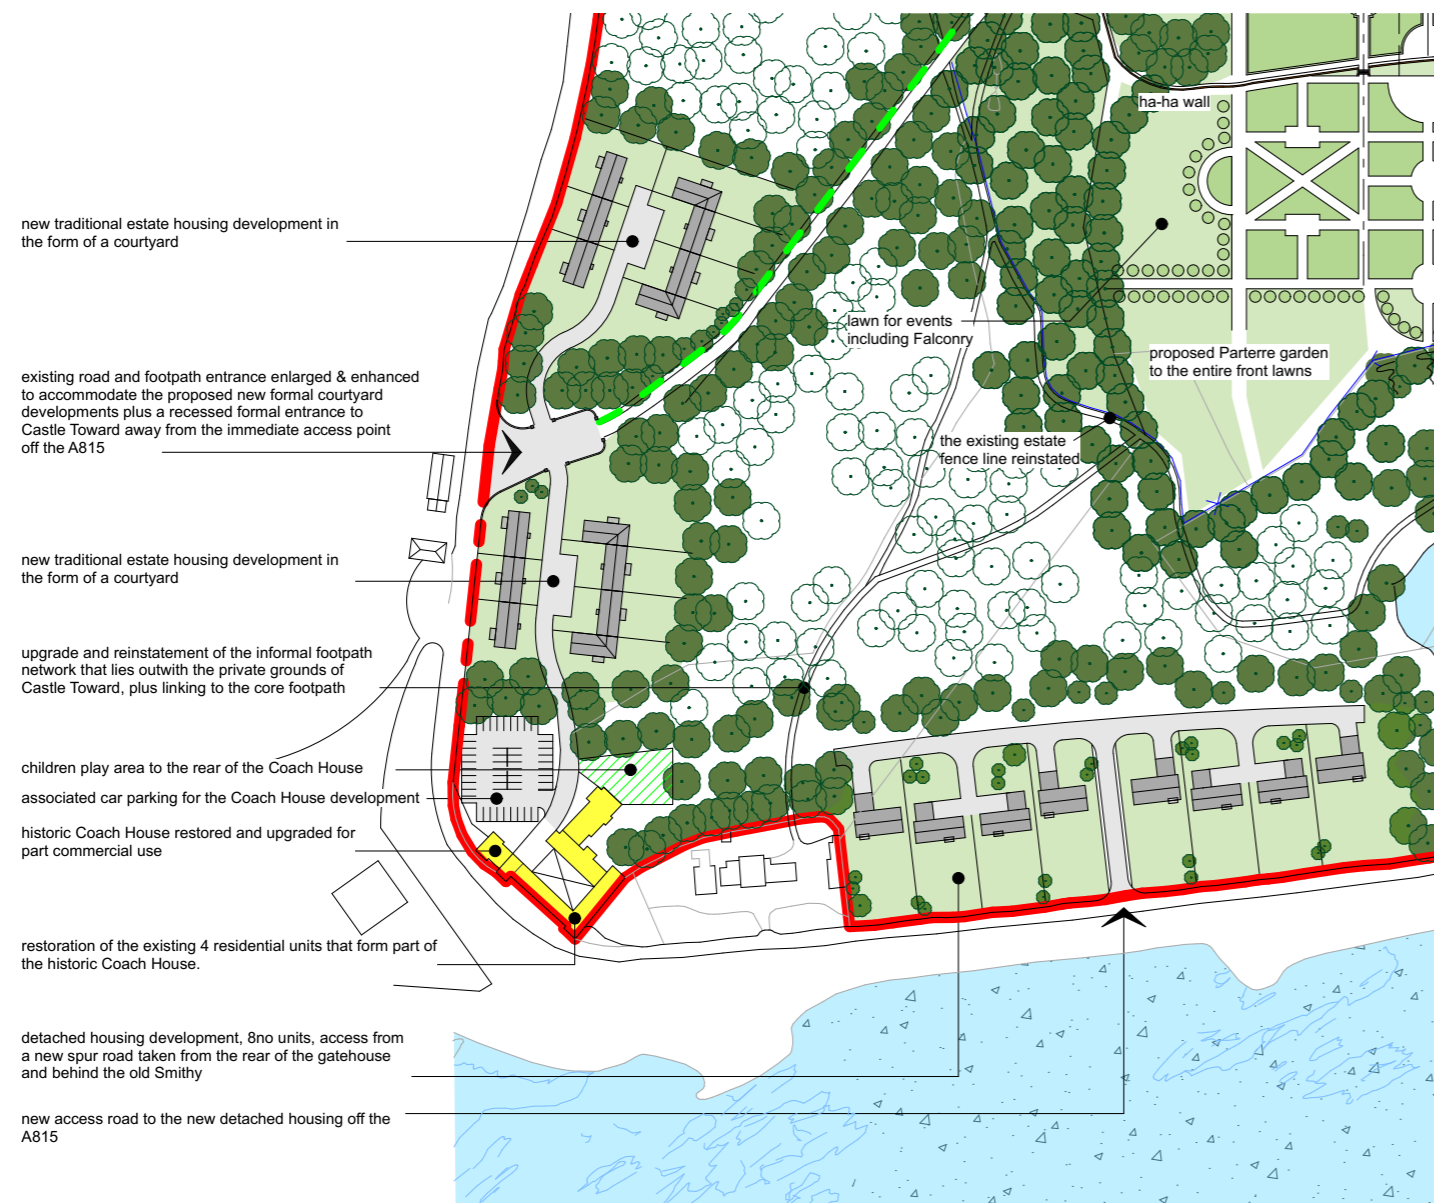 new traditional estate housing development in
the form of a courtyard
existing road and footpath entrance enlarged & enhanced
to accommodate the proposed new formal courtyard
developments plus a recessed formal entrance to
Castle Toward away from the immediate access point
off the A815
new traditional estate housing development in
the form of a courtyard
upgrade and reinstatement of the informal footpath
network that lies outwith the private grounds of
Castle Toward, plus linking to the core footpath
children play area to the rear of the Coach House
associated car parking for the Coach House development
historic Coach House restored and upgraded for
part commercial use
restoration of the existing 4 residential units that form part of
the historic Coach House.
detached housing development, 8no units, access from
a new spur road taken from the rear of the gatehouse
and behind the old Smithy
new access road to the new detached housing off the
A815
ha-ha wall
lawn for events
including Falconry
proposed Parterre garden
to the entire front lawns
the existing estate
fence line reinstated